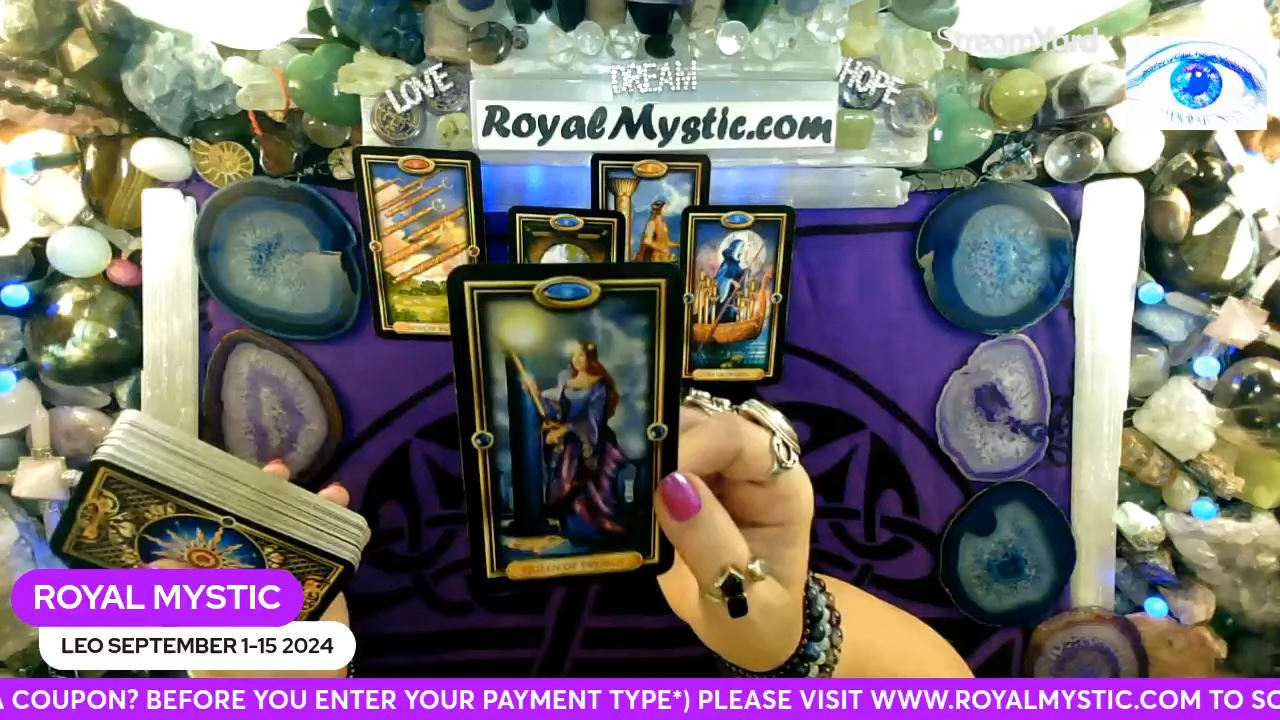 StreamYard
LOVE
DREAM
HOPE
RoyalMystic.com
QUEEN OF SWORDS
ROYAL MYSTIC
LEO SEPTEMBER 1-15 2024
A COUPON? BEFORE YOU ENTER YOUR PAYMENT TYPE*) PLEASE VISIT WWW.ROYALMYSTIC.COM TO SC